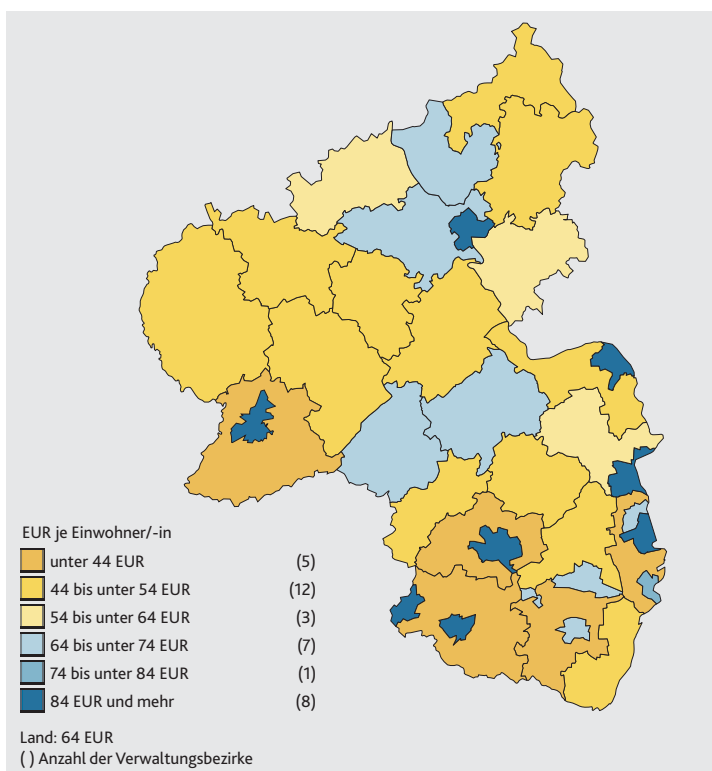 EUR je Einwohner/-in
unter 44 EUR (5)
44 bis unter 54 EUR (12)
54 bis unter 64 EUR (3)
64 bis unter 74 EUR (7)
74 bis unter 84 EUR (1)
84 EUR und mehr (8)
Land: 64 EUR
( ) Anzahl der Verwaltungsbezirke